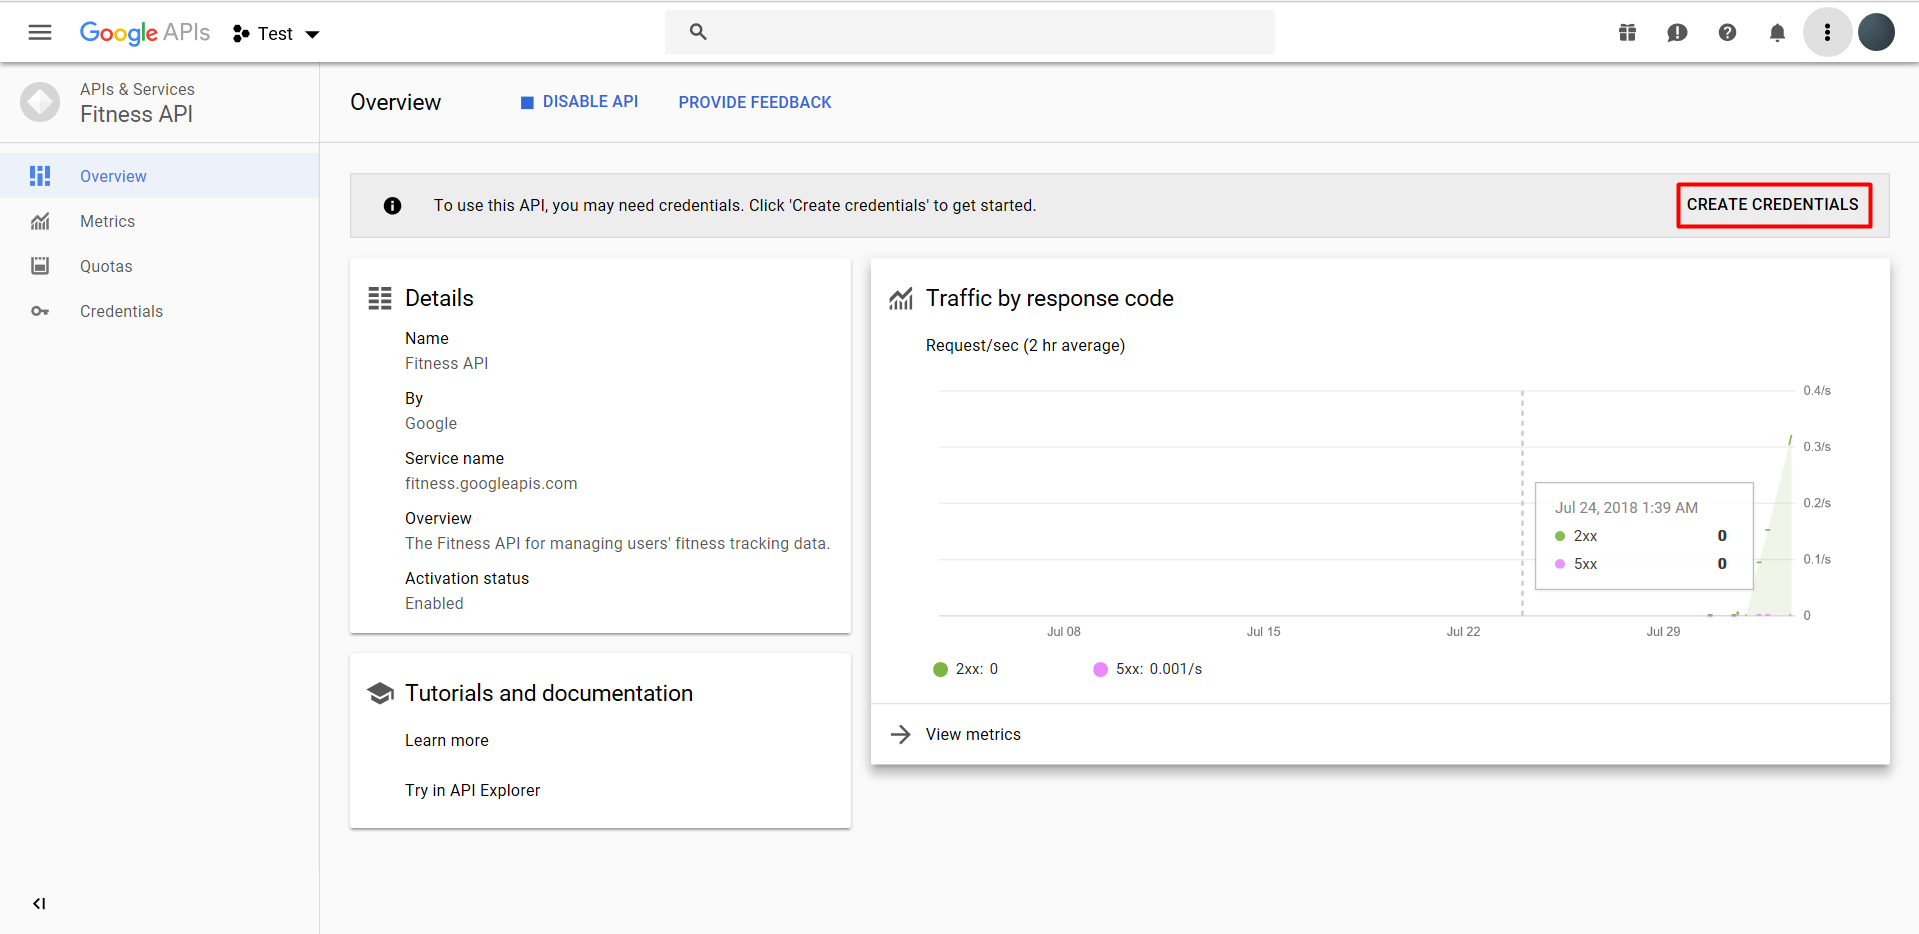 Google APIs
Test
APIs & Services
Fitness API
Overview
Metrics
Quotas
Credentials
Overview
DISABLE API
PROVIDE FEEDBACK
To use this API, you may need credentials. Click 'Create credentials' to get started.
CREATE CREDENTIALS
Details
Name
Fitness API
By
Google
Service name
fitness.googleapis.com
Overview
The Fitness API for managing users' fitness tracking data.
Activation status
Enabled
Tutorials and documentation
Learn more
Try in API Explorer
Traffic by response code
Request/sec (2 hr average)
0.4/s
0.3/s
0.2/s
0.1/s
0
Jul 24, 2018 1:39 AM
2xx 0
5xx 0
Jul 08 Jul 15 Jul 22 Jul 29
2xx: 0 5xx: 0.001/s
View metrics